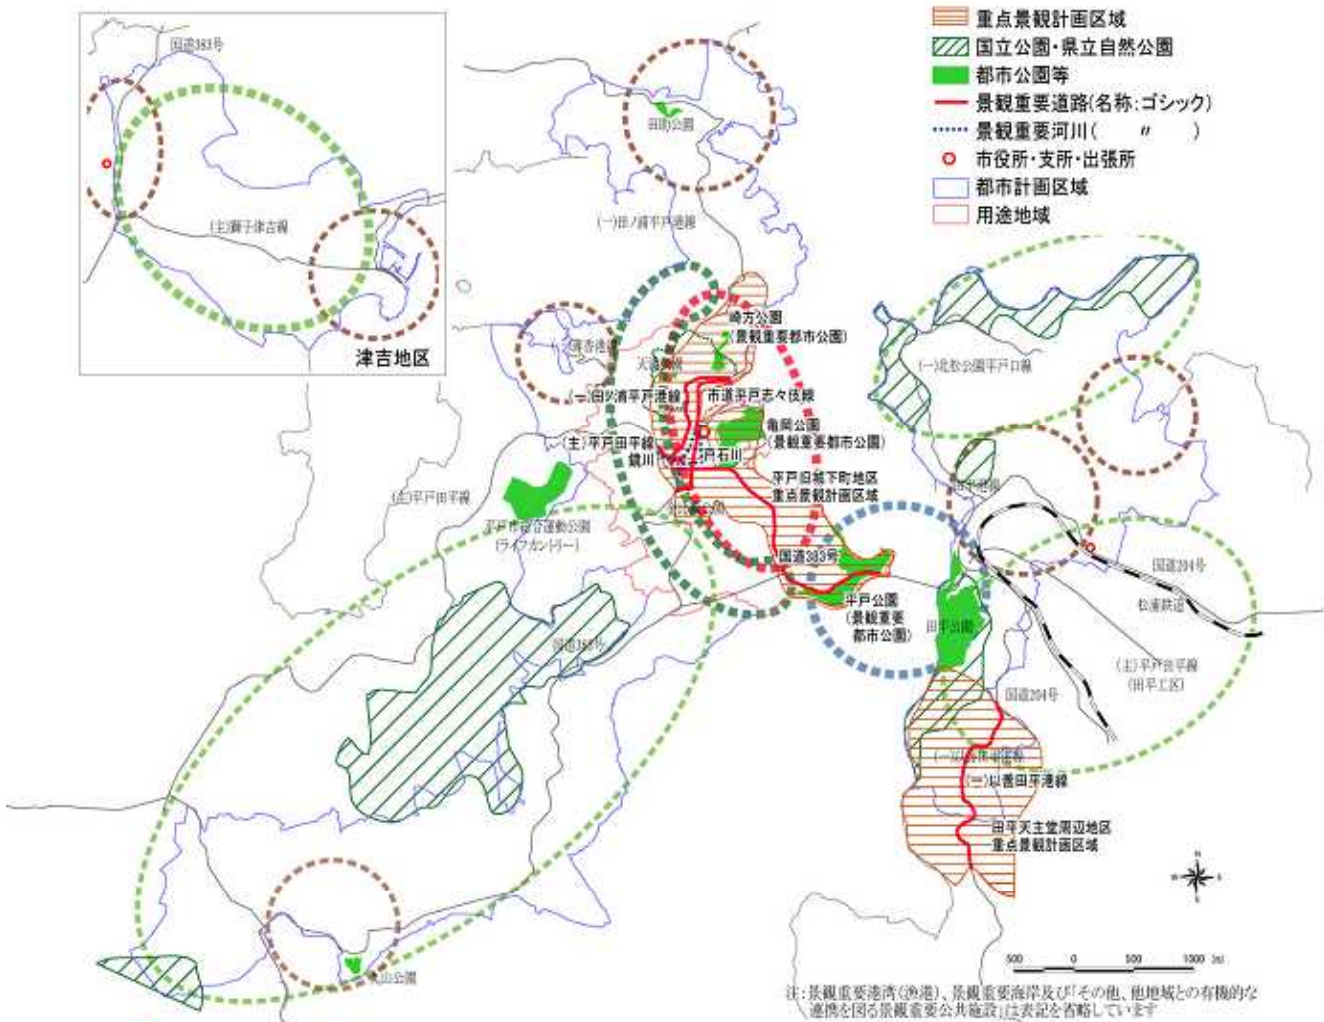 国道383号
(主)獅子津吉線
津吉地区
重点景観計画区域
国立公園・県立自然公園
都市公園等
景観重要道路(名称:ゴシック)
景観重要河川( 〃 )
市役所・支所・出張所
都市計画区域
用途地域
田町公園
(一)田ノ浦平戸港線
崎方公園
(景観重要都市公園)
(一)田ノ浦平戸港線
市道平戸志々伎線
亀岡公園
(景観重要都市公園)
(主)平戸田平線
鏡川
戸石川
平戸旧城下町地区
重点景観計画区域
(主)平戸田平線
平戸市総合運動公園
(ライフカントリー)
国道383号
平戸公園
(景観重要
都市公園)
国道383号
(一)北松公園平戸口線
国道204号
松浦鉄道
田平公園
(主)平戸田平線
(田平工区)
国道204号
(一)以善田平港線
田平天主堂周辺地区
重点景観計画区域
N
W
S
500 0 500 1000 (m)
注:景観重要港湾(漁港)、景観重要海岸及び「その他、他地域との有機的な
連携を図る景観重要公共施設」は表記を省略しています